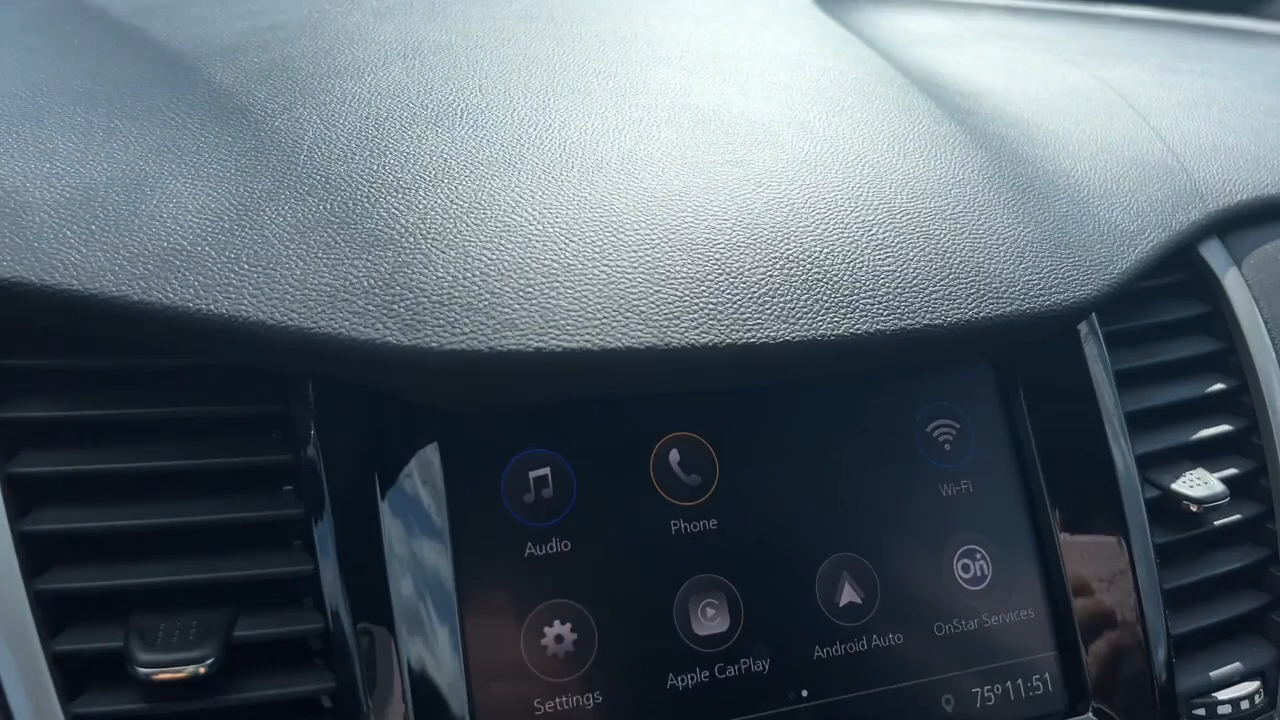 Audio
Phone
Wi-Fi
Settings
Apple CarPlay
Android Auto
On
OnStar Services
75° 11:51